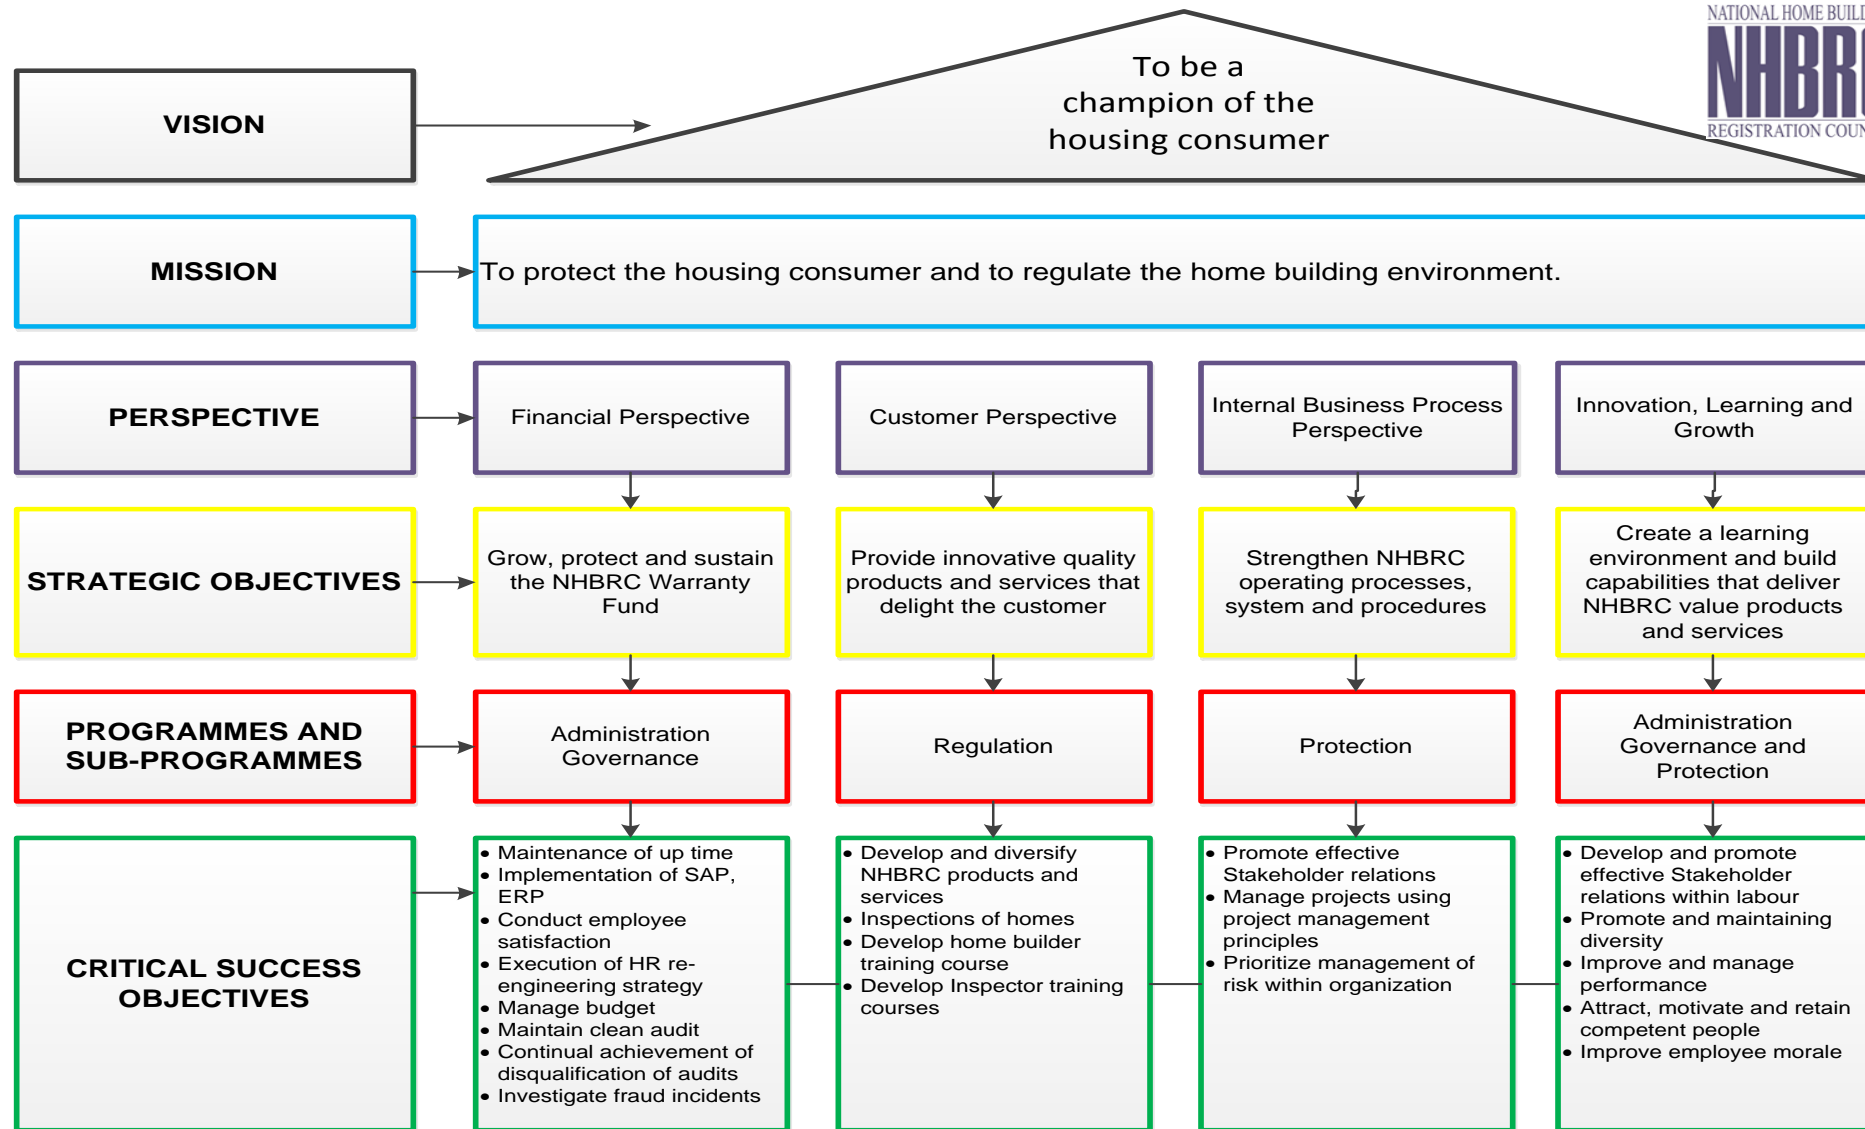 NATIONAL HOME BUILD
NHBRC
REGISTRATION COUN
To be a
champion of the
housing consumer
VISION
MISSION
To protect the housing consumer and to regulate the home building environment.
PERSPECTIVE
Financial Perspective
Customer Perspective
Internal Business Process
Perspective
Innovation, Learning and
Growth
STRATEGIC OBJECTIVES
Grow, protect and sustain
the NHBRC Warranty
Fund
Provide innovative quality
products and services that
delight the customer
Strengthen NHBRC
operating processes,
system and procedures
Create a learning
environment and build
capabilities that deliver
NHBRC value products
and services
PROGRAMMES AND
SUB-PROGRAMMES
Administration
Governance
Regulation
Protection
Administration
Governance and
Protection
CRITICAL SUCCESS
OBJECTIVES
• Maintenance of up time
• Implementation of SAP,
ERP
• Conduct employee
satisfaction
• Execution of HR re-
engineering strategy
• Manage budget
• Maintain clean audit
• Continual achievement of
disqualification of audits
• Investigate fraud incidents
• Develop and diversify
NHBRC products and
services
• Inspections of homes
• Develop home builder
training course
• Develop Inspector training
courses
• Promote effective
Stakeholder relations
• Manage projects using
project management
principles
• Prioritize management of
risk within organization
• Develop and promote
effective Stakeholder
relations within labour
• Promote and maintaining
diversity
• Improve and manage
performance
• Attract, motivate and retain
competent people
• Improve employee morale